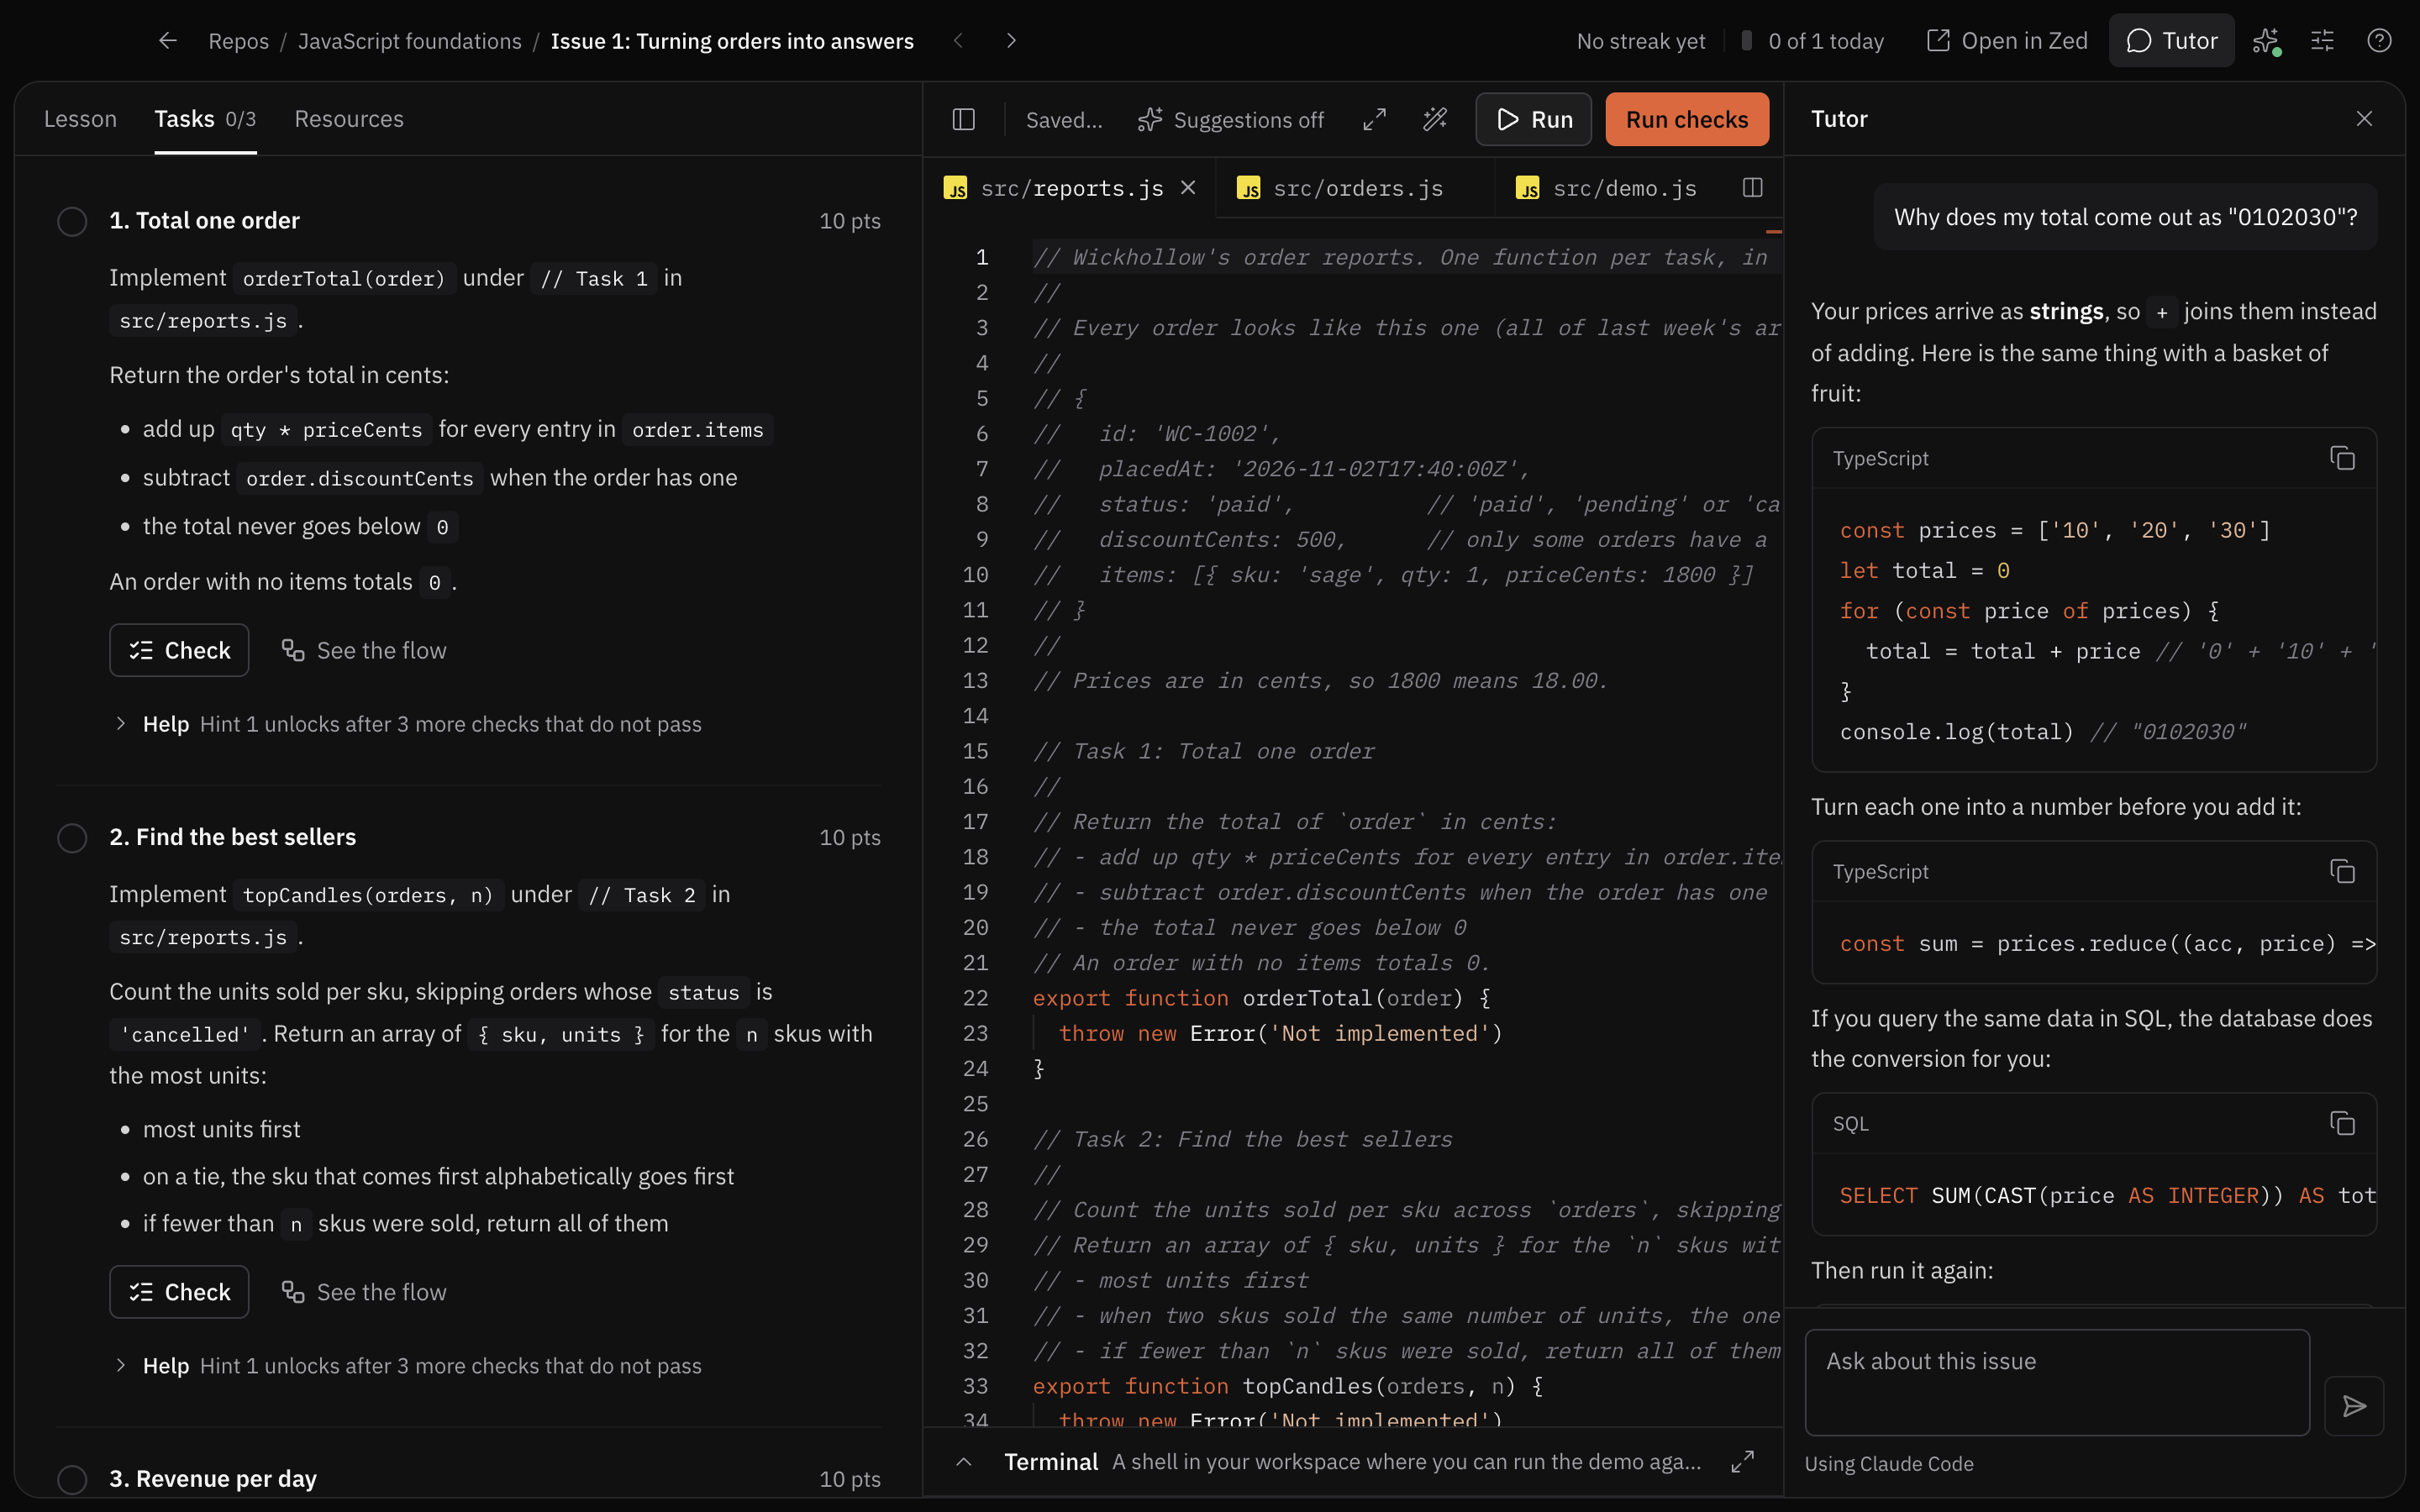 Repos / JavaScript foundations / Issue 1: Turning orders into answers
No streak yet
0 of 1 today
Open in Zed
Tutor
Lesson
Tasks 0/3
Resources
1. Total one order
10 pts
Implement orderTotal(order) under // Task 1 in
src/reports.js .
Return the order's total in cents:
• add up qty * priceCents for every entry in order.items
• subtract order.discountCents when the order has one
• the total never goes below 0
An order with no items totals 0 .
Check
See the flow
Help Hint 1 unlocks after 3 more checks that do not pass
2. Find the best sellers
10 pts
Implement topCandles(orders, n) under // Task 2 in
src/reports.js .
Count the units sold per sku, skipping orders whose status is
'cancelled' . Return an array of { sku, units } for the n skus with
the most units:
• most units first
• on a tie, the sku that comes first alphabetically goes first
• if fewer than n skus were sold, return all of them
Check
See the flow
Help Hint 1 unlocks after 3 more checks that do not pass
3. Revenue per day
10 pts
Saved...
Suggestions off
Run
Run checks
JS src/reports.js
JS src/orders.js
JS src/demo.js
1 // Wickhollow's order reports. One function per task, in
2 //
3 // Every order looks like this one (all of last week's ar
4 //
5 // {
6 //   id: 'WC-1002',
7 //   placedAt: '2026-11-02T17:40:00Z',
8 //   status: 'paid',          // 'paid', 'pending' or 'ca
9 //   discountCents: 500,      // only some orders have a
10 //   items: [{ sku: 'sage', qty: 1, priceCents: 1800 }]
11 // }
12 //
13 // Prices are in cents, so 1800 means 18.00.
14
15 // Task 1: Total one order
16 //
17 // Return the total of `order` in cents:
18 // - add up qty * priceCents for every entry in order.ite
19 // - subtract order.discountCents when the order has one
20 // - the total never goes below 0
21 // An order with no items totals 0.
22 export function orderTotal(order) {
23   throw new Error('Not implemented')
24 }
25
26 // Task 2: Find the best sellers
27 //
28 // Count the units sold per sku across `orders`, skipping
29 // Return an array of { sku, units } for the `n` skus wit
30 // - most units first
31 // - when two skus sold the same number of units, the one
32 // - if fewer than `n` skus were sold, return all of them
33 export function topCandles(orders, n) {
34   throw new Error('Not implemented')
Terminal A shell in your workspace where you can run the demo aga...
Tutor
Why does my total come out as "0102030"?
Your prices arrive as strings, so + joins them instead
of adding. Here is the same thing with a basket of
fruit:
TypeScript
const prices = ['10', '20', '30']
let total = 0
for (const price of prices) {
  total = total + price // '0' + '10' + '
}
console.log(total) // "0102030"
Turn each one into a number before you add it:
TypeScript
const sum = prices.reduce((acc, price) =>
If you query the same data in SQL, the database does
the conversion for you:
SQL
SELECT SUM(CAST(price AS INTEGER)) AS tot
Then run it again:
Ask about this issue
Using Claude Code